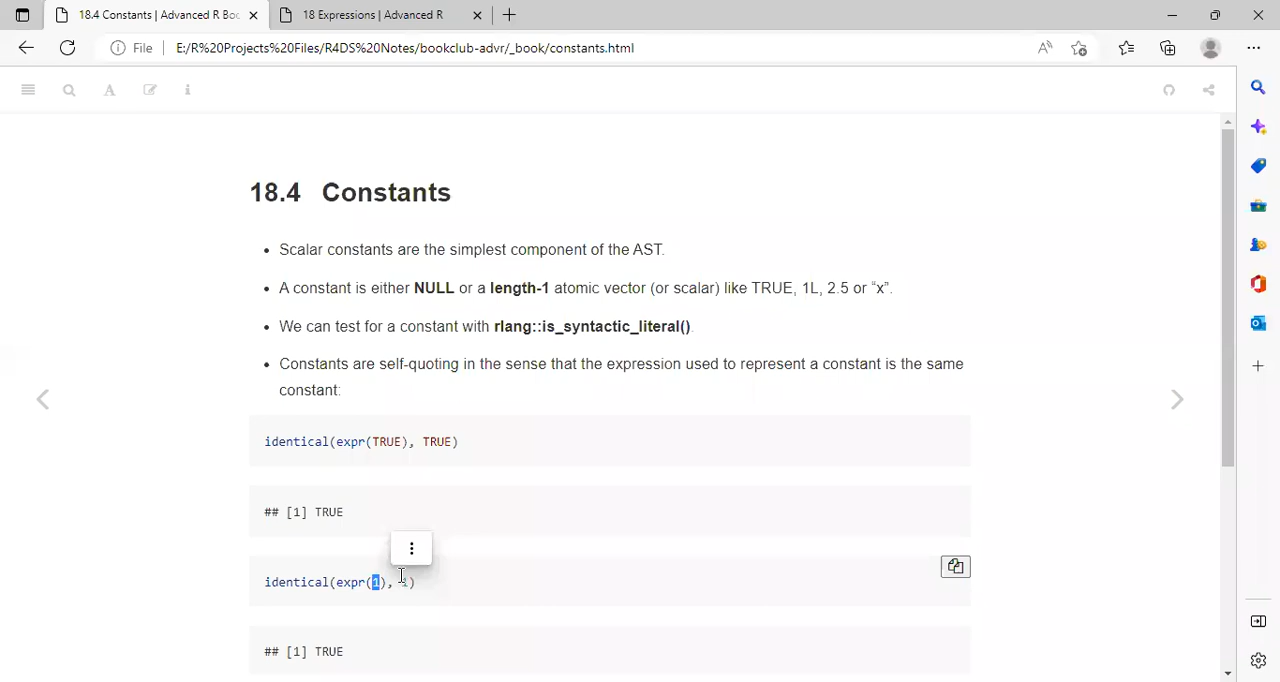 18.4 Constants | Advanced R Boo
18 Expressions | Advanced R
File
E:/R%20Projects%20Files/R4DS%20Notes/bookclub-advr/_book/constants.html
18.4 Constants
• Scalar constants are the simplest component of the AST.
• A constant is either NULL or a length-1 atomic vector (or scalar) like TRUE, 1L, 2.5 or “x”.
• We can test for a constant with rlang::is_syntactic_literal().
• Constants are self-quoting in the sense that the expression used to represent a constant is the same
constant:
identical(expr(TRUE), TRUE)
## [1] TRUE
identical(expr(1), 1)
## [1] TRUE